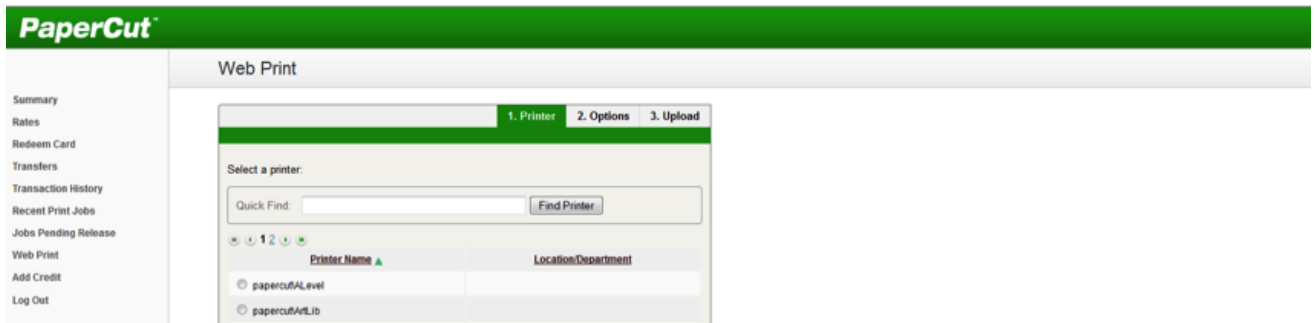 PaperCut™
Web Print
Summary
Rates
Redeem Card
Transfers
Transaction History
Recent Print Jobs
Jobs Pending Release
Web Print
Add Credit
Log Out
1. Printer 2. Options 3. Upload
Select a printer:
Quick Find: Find Printer
1 2
Printer Name Location/Department
papercut\ALevel
papercut\ArtLib